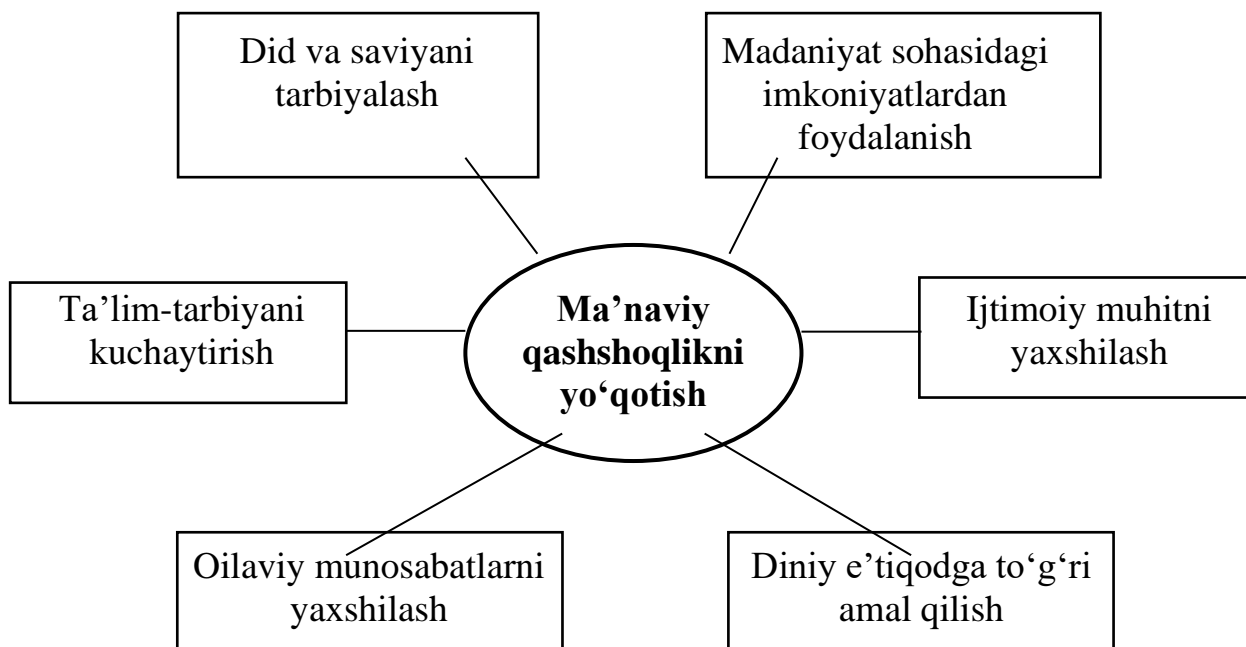 Did va saviyani
tarbiyalash
Madaniyat sohasidagi
imkoniyatlardan
foydalanish
Ta’lim-tarbiyani
kuchaytirish
Ma’naviy
qashshoqlikni
yo‘qotish
Ijtimoiy muhitni
yaxshilash
Oilaviy munosabatlarni
yaxshilash
Diniy e’tiqodga to‘g‘ri
amal qilish